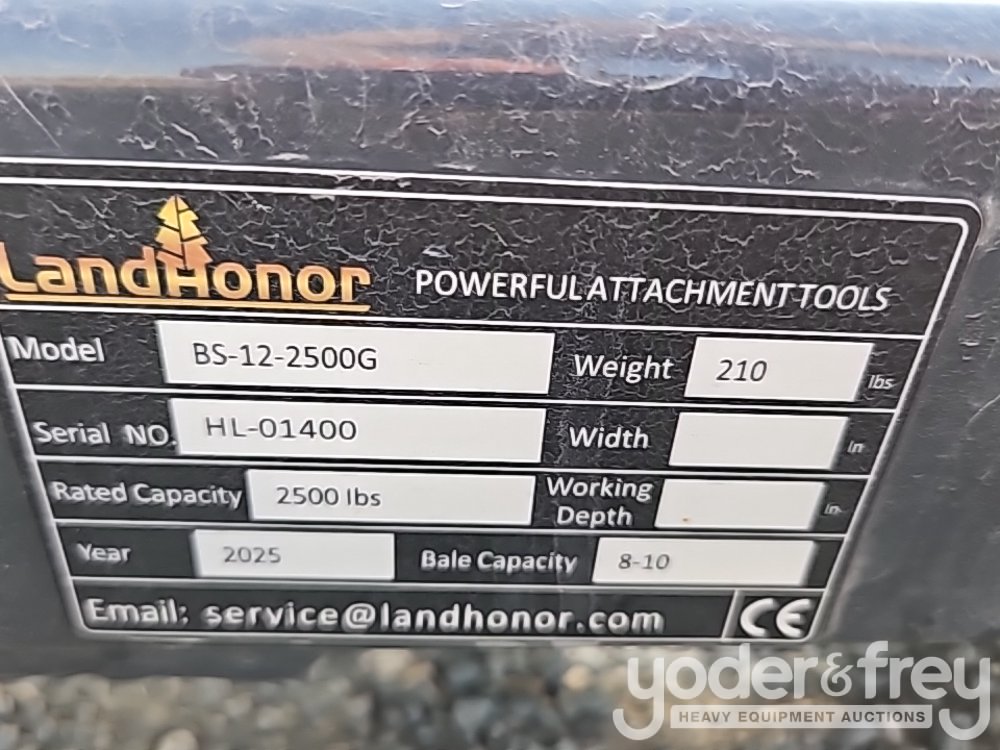 LandHonor POWERFUL ATTACHMENT TOOLS
Model BS-12-2500G Weight 210 lbs
Serial NO. HL-01400 Width In
Rated Capacity 2500 lbs Working Depth In
Year 2025 Bale Capacity 8-10
Email: service@landhonor.com CE
yoder&frey
HEAVY EQUIPMENT AUCTIONS